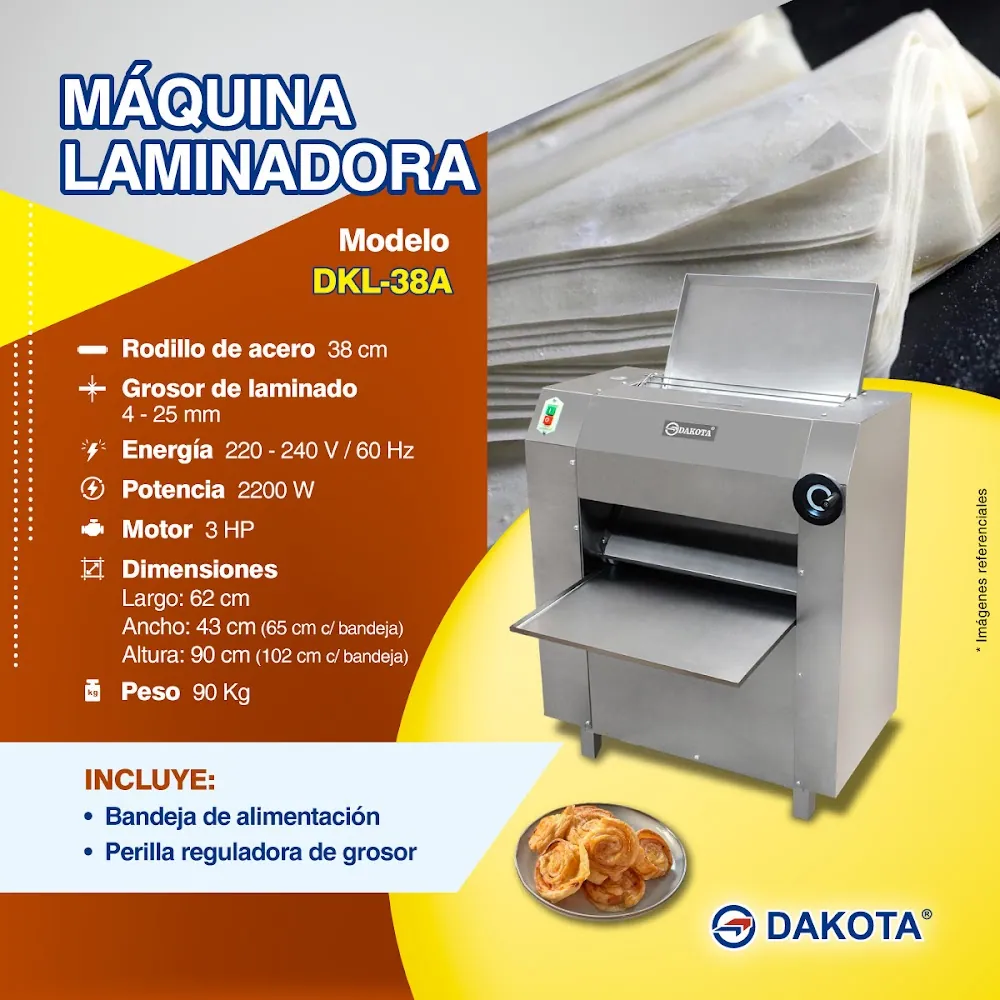 MÁQUINA
LAMINADORA
Modelo
DKL-38A
Rodillo de acero 38 cm
Grosor de laminado
4 - 25 mm
Energía 220 - 240 V / 60 Hz
Potencia 2200 W
Motor 3 HP
Dimensiones
Largo: 62 cm
Ancho: 43 cm (65 cm c/ bandeja)
Altura: 90 cm (102 cm c/ bandeja)
kg
Peso 90 Kg
INCLUYE:
• Bandeja de alimentación
• Perilla reguladora de grosor
DAKOTA®
* Imágenes referenciales
DAKOTA®